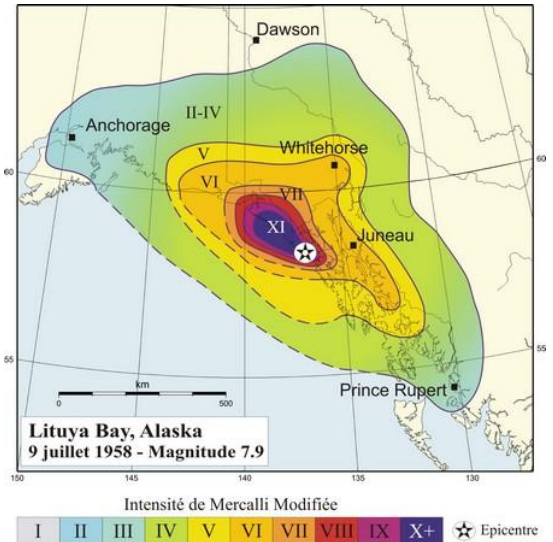 Dawson
II-IV
Anchorage
V
Whitehorse
60
60
VI
VII
XI
Juneau
55
55
km
0
500
Prince Rupert
Lituya Bay, Alaska
9 juillet 1958 - Magnitude 7.9
150
145
140
135
130
Intensité de Mercalli Modifiée
I II III IV V VI VII VIII IX X+ Epicentre